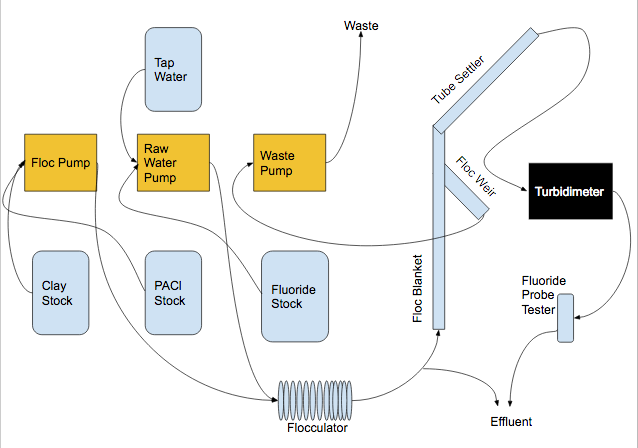 Waste
Tap
Water
Tube Settler
Floc Pump
Raw
Water
Pump
Waste
Pump
Floc Weir
Turbidimeter
Clay
Stock
PACl
Stock
Fluoride
Stock
Floc Blanket
Fluoride
Probe
Tester
Effluent
Flocculator